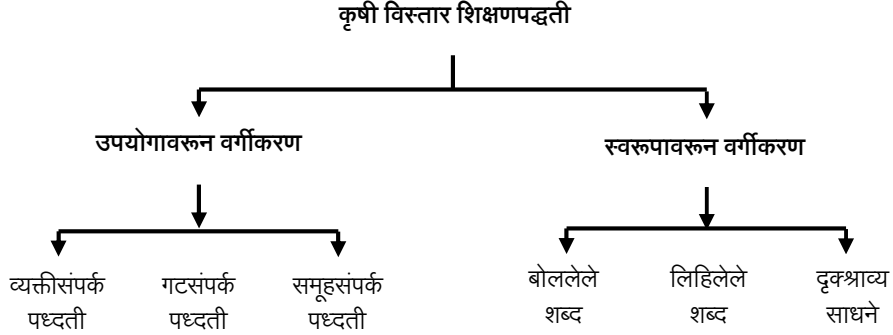 कृषी विस्तार शिक्षणपद्धती
उपयोगावरून वर्गीकरण
स्वरूपावरून वर्गीकरण
व्यक्तीसंपर्क
पध्दती
गटसंपर्क
पध्दती
समूहसंपर्क
पध्दती
बोललेले
शब्द
लिहिलेले
शब्द
दृक्श्राव्य
साधने